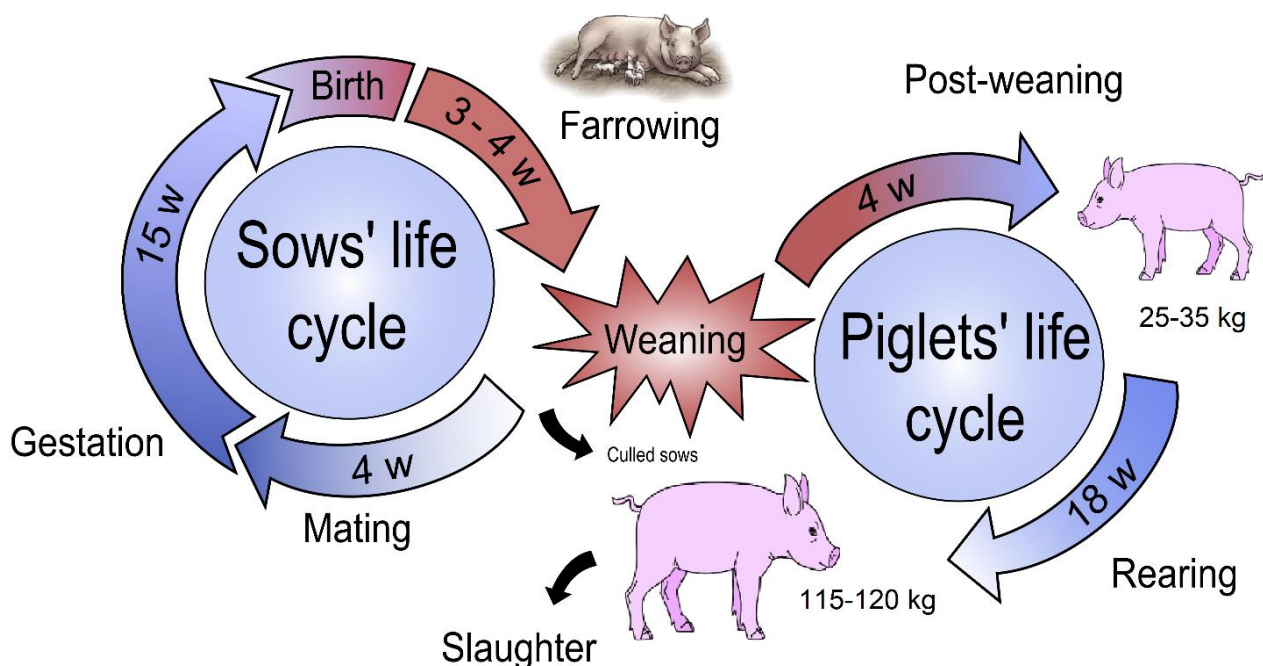 Birth
3 - 4 w
Farrowing
15 w
Sows' life
cycle
Gestation
4 w
Mating
Weaning
Culled sows
Post-weaning
4 w
25-35 kg
Piglets' life
cycle
18 w
Rearing
115-120 kg
Slaughter